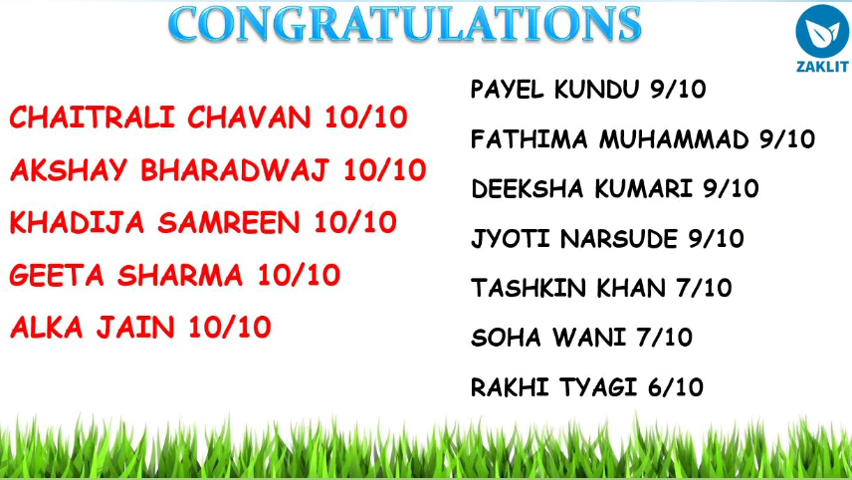 CONGRATULATIONS
ZAKLIT
CHAITRALI CHAVAN 10/10
AKSHAY BHARADWAJ 10/10
KHADIJA SAMREEN 10/10
GEETA SHARMA 10/10
ALKA JAIN 10/10
PAYEL KUNDU 9/10
FATHIMA MUHAMMAD 9/10
DEEKSHA KUMARI 9/10
JYOTI NARSUDE 9/10
TASHKIN KHAN 7/10
SOHA WANI 7/10
RAKHI TYAGI 6/10